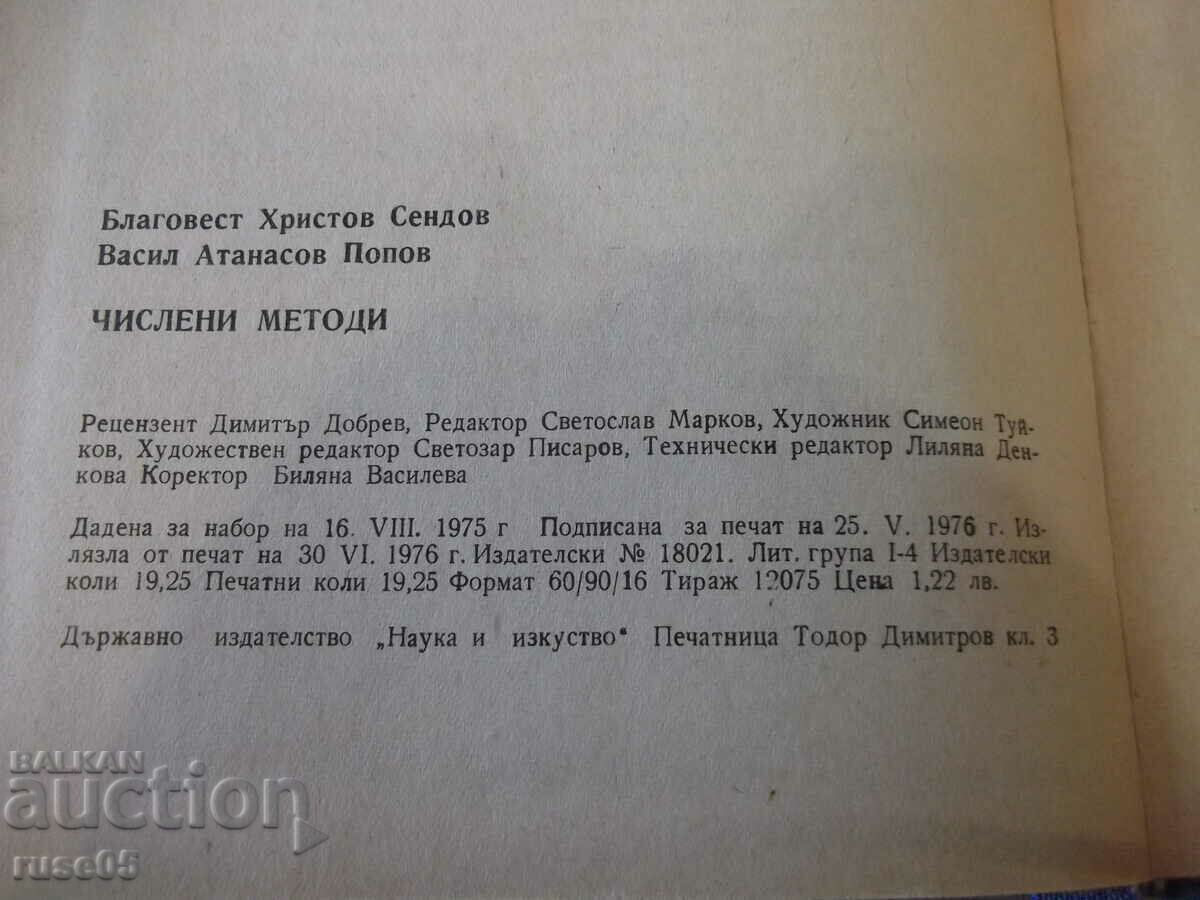 Благовест Христов Сендов
Васил Атанасов Попов
ЧИСЛЕНИ МЕТОДИ
Рецензент Димитър Добрев, Редактор Светослав Марков, Художник Симеон Туй-
ков, Художествен редактор Светозар Писаров, Технически редактор Лиляна Ден-
кова Коректор Биляна Василева
Дадена за набор на 16. VIII. 1975 г Подписана за печат на 25. V. 1976 г. Из-
лязла от печат на 30 VI. 1976 г. Издателски № 18021. Лит. група I-4 Издателски
коли 19,25 Печатни коли 19,25 Формат 60/90/16 Тираж 12075 Цена 1,22 лв.
Държавно издателство „Наука и изкуство“ Печатница Тодор Димитров кл. 3
BALKAN
auction
ruse05